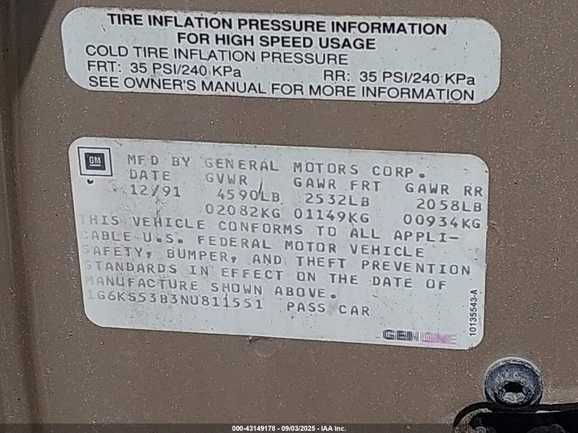 TIRE INFLATION PRESSURE INFORMATION
FOR HIGH SPEED USAGE
COLD TIRE INFLATION PRESSURE
FRT: 35 PSI/240 KPa RR: 35 PSI/240 KPa
SEE OWNER'S MANUAL FOR MORE INFORMATION
GM MFD BY GENERAL MOTORS CORP.
DATE GVWR GAWR FRT GAWR RR
12/91 4590LB 2532LB 2058LB
02082KG 01149KG 00934KG
THIS VEHICLE CONFORMS TO ALL APPLI-
CABLE U.S. FEDERAL MOTOR VEHICLE
SAFETY, BUMPER, AND THEFT PREVENTION
STANDARDS IN EFFECT ON THE DATE OF
MANUFACTURE SHOWN ABOVE.
1G6KS53B3NU811551 PASS CAR
GENUINE
10135543-A
000-43149178 - 09/03/2025 - IAA Inc.